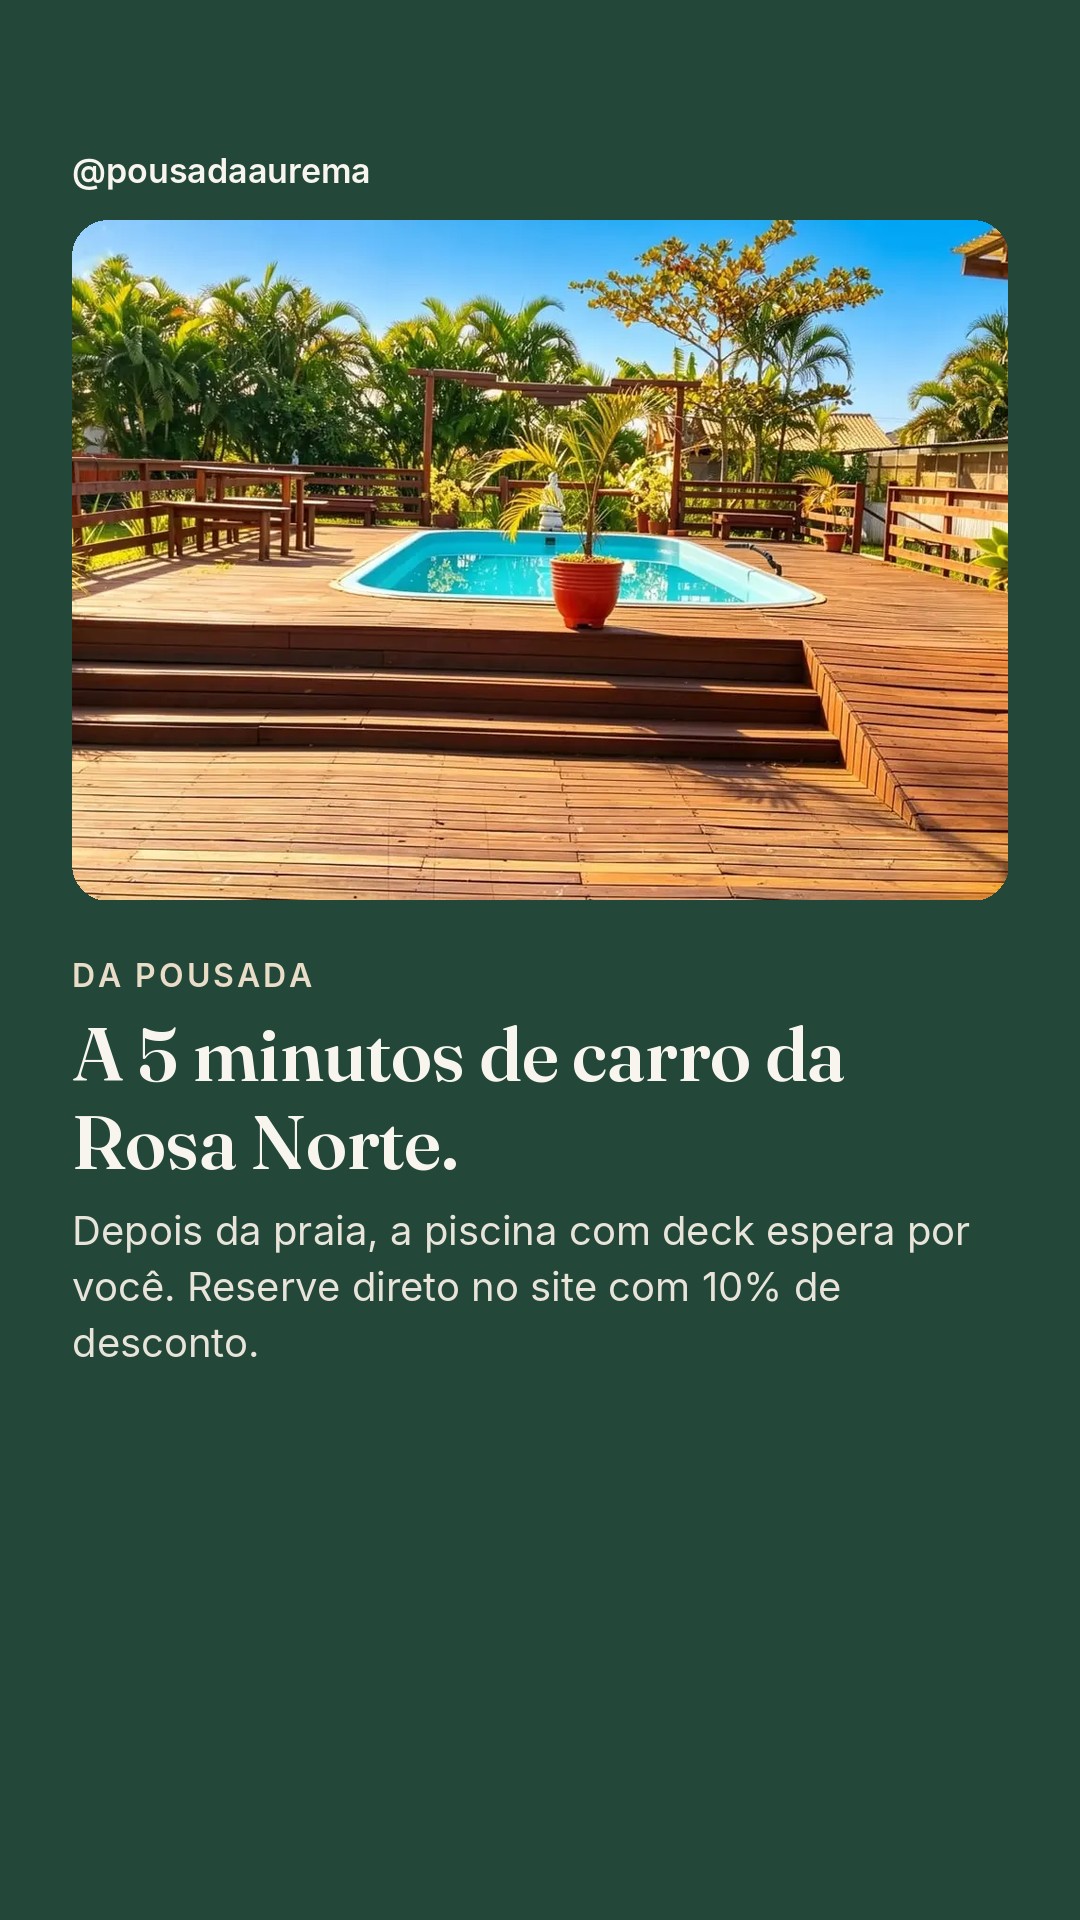 @pousadaaurema
DA POUSADA
A 5 minutos de carro da
Rosa Norte.
Depois da praia, a piscina com deck espera por
você. Reserve direto no site com 10% de
desconto.